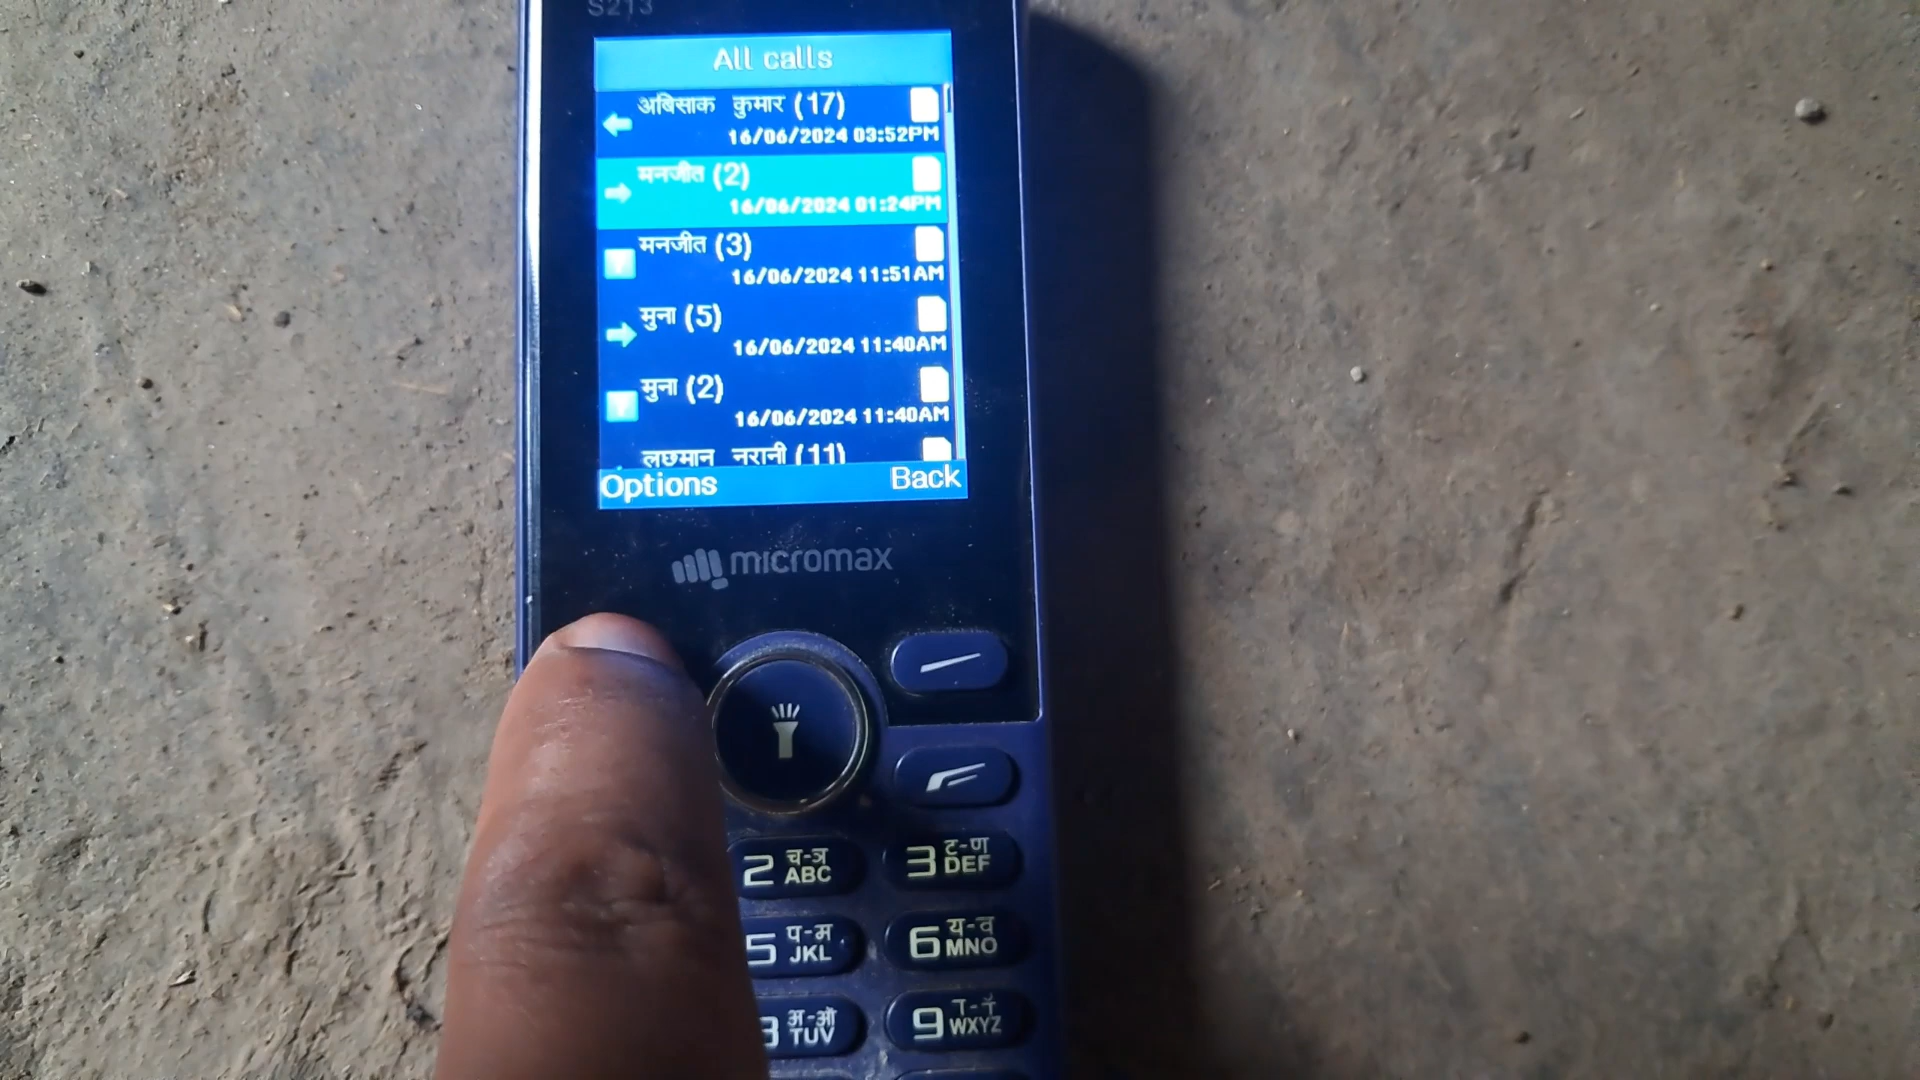 S213
All calls
अबिसाक कुमार (17)
16/06/2024 03:52PM
मनजीत (2)
16/06/2024 01:24PM
मनजीत (3)
16/06/2024 11:51AM
मुना (5)
16/06/2024 11:40AM
मुना (2)
16/06/2024 11:40AM
लछमान नरानी (11)
Options Back
micromax
2 च-ञ ABC
3 ट-ण DEF
5 प-म JKL
6 य-व MNO
अ-ओ TUV
9 WXYZ